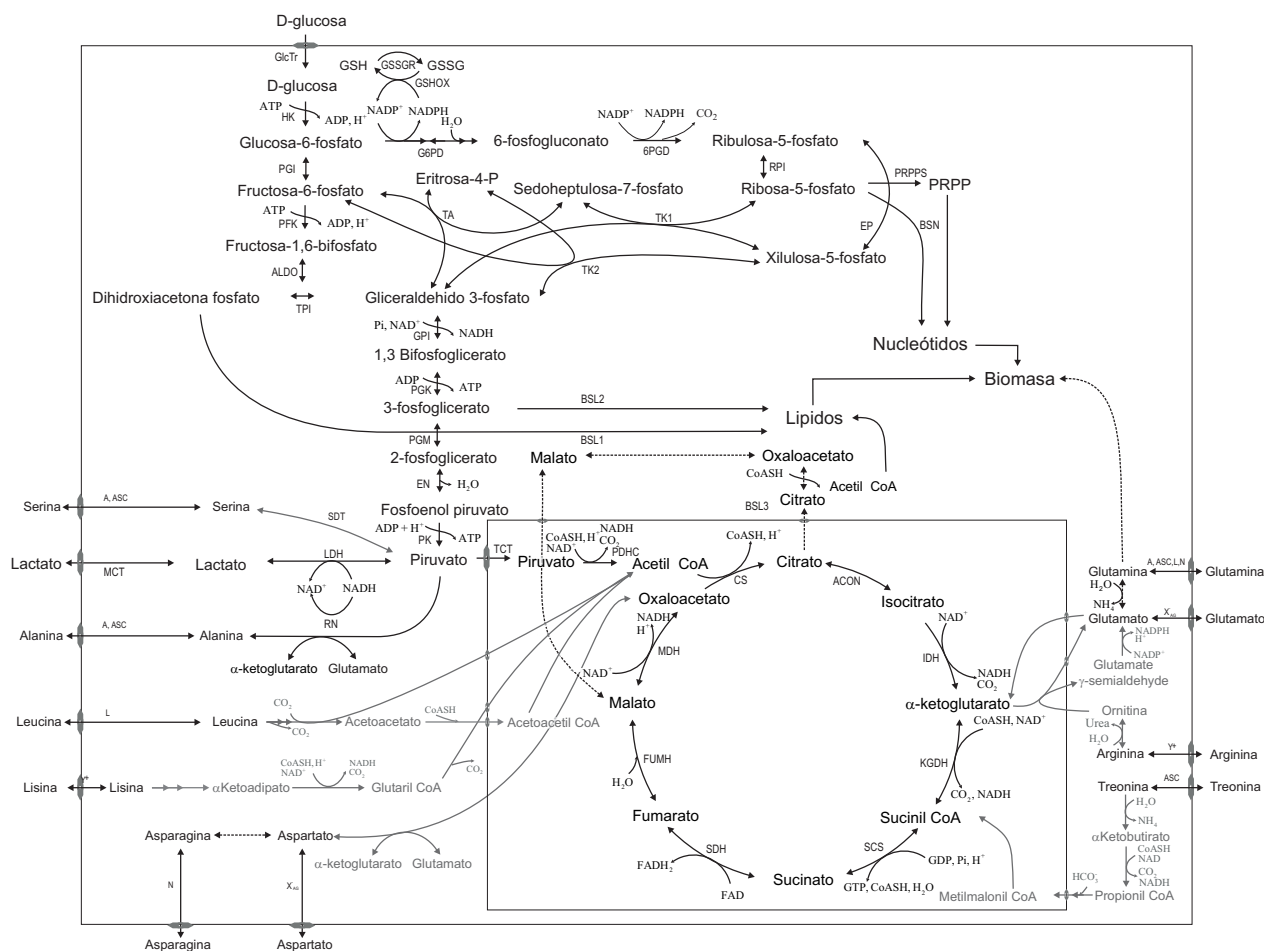 D-glucosa
GlcTr
GSH GSSGR GSSG
GSHOX
D-glucosa
ATP
HK
ADP, H⁺
NADP⁺ NADPH H₂O
NADP⁺ NADPH CO₂
Glucosa-6-fosfato
G6PD
6-fosfogluconato
6PGD
Ribulosa-5-fosfato
PGI
RPI
Eritrosa-4-P
Fructosa-6-fosfato
Sedoheptulosa-7-fosfato
Ribosa-5-fosfato
PRPPS
PRPP
ATP
PFK
ADP, H⁺
TA
TK1
EP
BSN
Fructosa-1,6-bifosfato
Xilulosa-5-fosfato
ALDO
TK2
Dihidroxiacetona fosfato
TPI
Gliceraldehido 3-fosfato
Pi, NAD⁺
GPI
NADH
Nucleótidos
1,3 Bifosfoglicerato
Biomasa
ADP
PGK
ATP
3-fosfoglicerato
BSL2
Lipidos
PGM
BSL1
2-fosfoglicerato
Malato
Oxaloacetato
CoASH
Acetil CoA
EN
H₂O
Citrato
Serina
A, ASC
Serina
SDT
Fosfoenol piruvato
BSL3
ADP + H⁺
PK
ATP
Lactato
MCT
Lactato
LDH
NAD⁺ NADH
RN
Piruvato
TCT
Piruvato
CoASH, H⁺
NAD⁺
NADH
CO₂
PDHC
Acetil CoA
CoASH, H⁺
CS
Citrato
ACON
Glutamina
A, ASC,L,N
Glutamina
H₂O
NH₄
Oxaloacetato
Isocitrato
Alanina
A, ASC
Alanina
α-ketoglutarato Glutamato
NADH
H⁺
NAD⁺
MDH
NAD⁺
IDH
NADH
CO₂
Glutamato
X AG
Glutamato
NADPH
H⁺
NADP⁺
Glutamate
γ-semialdehyde
Leucina
L
Leucina
CO₂
CO₂
Acetoacetato
CoASH
Acetoacetil CoA
Malato
α-ketoglutarato
CoASH, NAD⁺
Ornitina
Urea
H₂O
Arginina
Y+
Arginina
FUMH
H₂O
KGDH
CO₂, NADH
Lisina
Y+
Lisina
αKetoadipato
CoASH, H⁺
NAD⁺
NADH
CO₂
Glutaril CoA
CO₂
Treonina
ASC
Treonina
H₂O
NH₄
Fumarato
Sucinil CoA
αKetobutirato
Asparagina
Aspartato
α-ketoglutarato Glutamato
SDH
FADH₂
FAD
SCS
GDP, Pi, H⁺
GTP, CoASH, H₂O
CoASH
NAD
CO₂
NADH
Sucinato
Metilmalonil CoA
HCO₃⁻
Propionil CoA
N
X AG
Asparagina
Aspartato